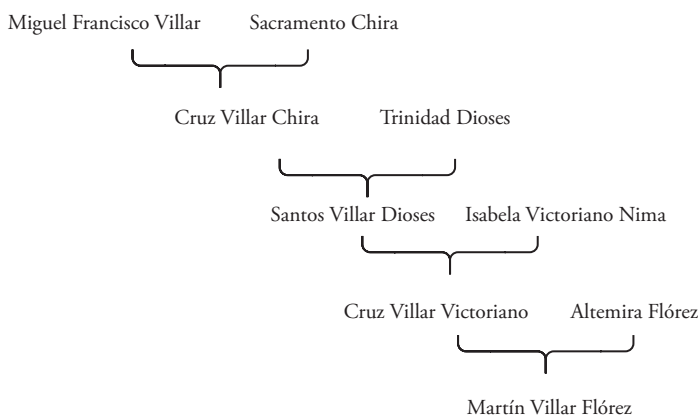 Miguel Francisco Villar Sacramento Chira
Cruz Villar Chira Trinidad Dioses
Santos Villar Dioses Isabela Victoriano Nima
Cruz Villar Victoriano Altemira Flórez
Martín Villar Flórez